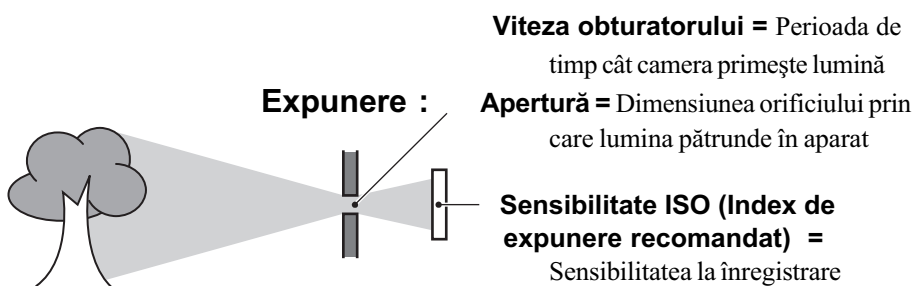 Viteza obturatorului = Perioada de
timp cât camera primeşte lumină
Expunere :
Apertură = Dimensiunea orificiului prin
care lumina pătrunde în aparat
Sensibilitate ISO (Index de
expunere recomandat) =
Sensibilitatea la înregistrare